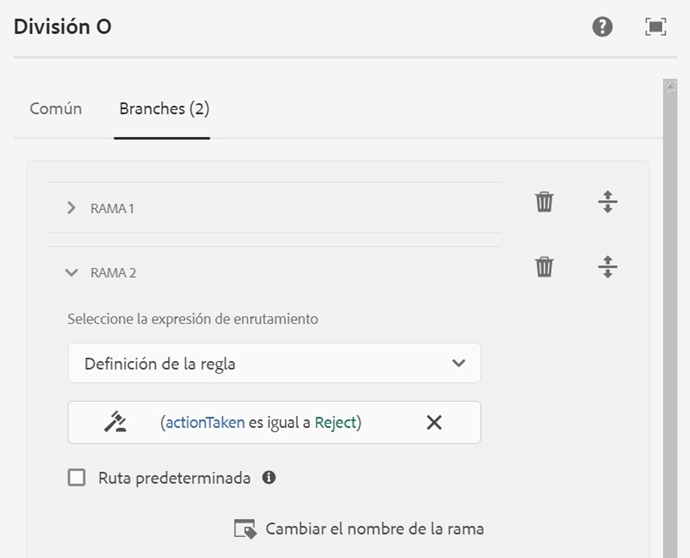 División O
Común Branches (2)
RAMA 1
RAMA 2
Seleccione la expresión de enrutamiento
Definición de la regla
(actionTaken es igual a Reject)
Ruta predeterminada
Cambiar el nombre de la rama